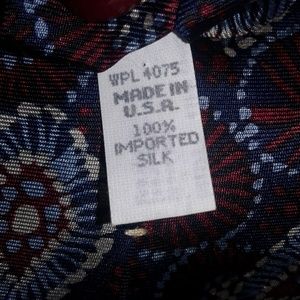 WPL 4075
MADE IN
U.S.A.
100%
IMPORTED
SILK